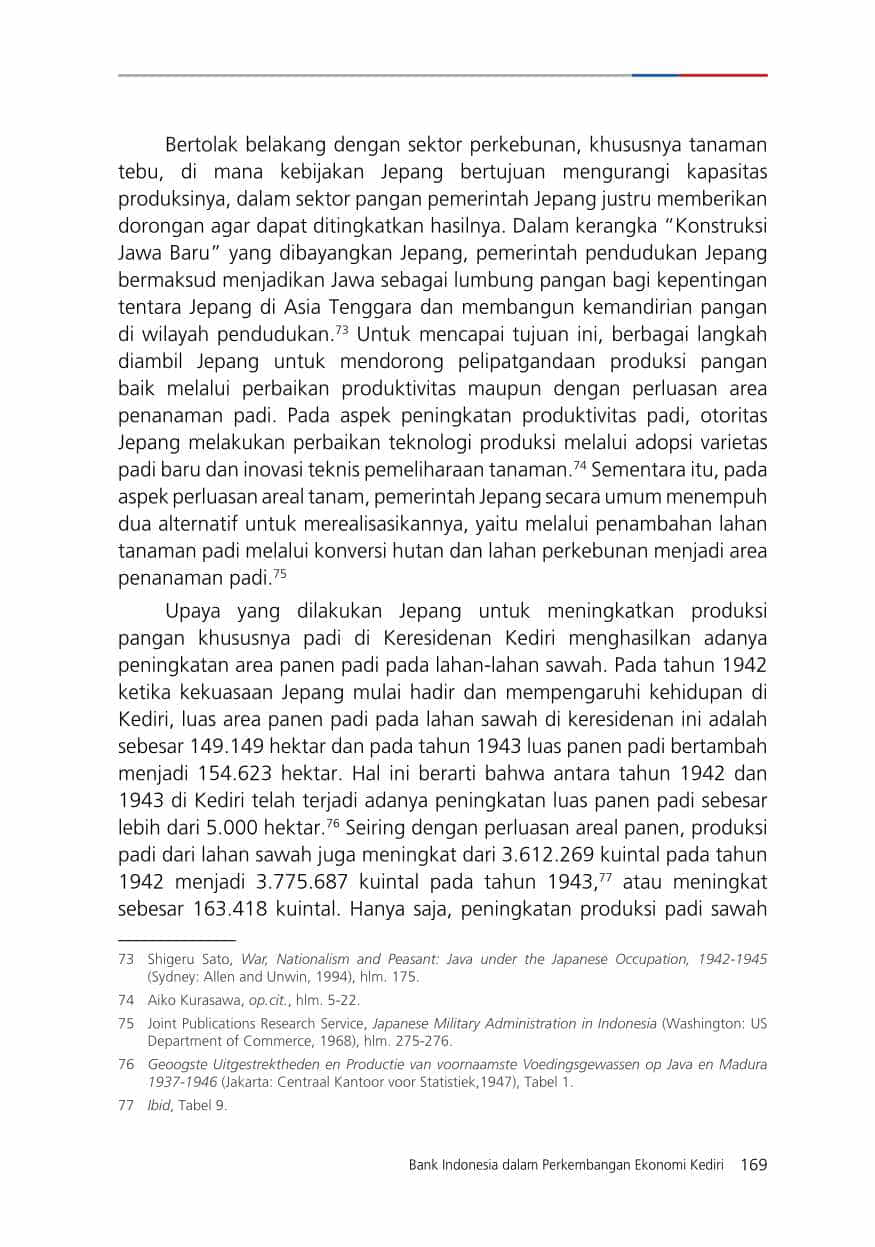 Bertolak belakang dengan sektor perkebunan, khususnya tanaman
tebu, di mana kebijakan Jepang bertujuan mengurangi kapasitas
produksinya, dalam sektor pangan pemerintah Jepang justru memberikan
dorongan agar dapat ditingkatkan hasilnya. Dalam kerangka “Konstruksi
Jawa Baru” yang dibayangkan Jepang, pemerintah pendudukan Jepang
bermaksud menjadikan Jawa sebagai lumbung pangan bagi kepentingan
tentara Jepang di Asia Tenggara dan membangun kemandirian pangan
di wilayah pendudukan.73 Untuk mencapai tujuan ini, berbagai langkah
diambil Jepang untuk mendorong pelipatgandaan produksi pangan
baik melalui perbaikan produktivitas maupun dengan perluasan area
penanaman padi. Pada aspek peningkatan produktivitas padi, otoritas
Jepang melakukan perbaikan teknologi produksi melalui adopsi varietas
padi baru dan inovasi teknis pemeliharaan tanaman.74 Sementara itu, pada
aspek perluasan areal tanam, pemerintah Jepang secara umum menempuh
dua alternatif untuk merealisasikannya, yaitu melalui penambahan lahan
tanaman padi melalui konversi hutan dan lahan perkebunan menjadi area
penanaman padi.75
Upaya yang dilakukan Jepang untuk meningkatkan produksi
pangan khususnya padi di Keresidenan Kediri menghasilkan adanya
peningkatan area panen padi pada lahan-lahan sawah. Pada tahun 1942
ketika kekuasaan Jepang mulai hadir dan mempengaruhi kehidupan di
Kediri, luas area panen padi pada lahan sawah di keresidenan ini adalah
sebesar 149.149 hektar dan pada tahun 1943 luas panen padi bertambah
menjadi 154.623 hektar. Hal ini berarti bahwa antara tahun 1942 dan
1943 di Kediri telah terjadi adanya peningkatan luas panen padi sebesar
lebih dari 5.000 hektar.76 Seiring dengan perluasan areal panen, produksi
padi dari lahan sawah juga meningkat dari 3.612.269 kuintal pada tahun
1942 menjadi 3.775.687 kuintal pada tahun 1943,77 atau meningkat
sebesar 163.418 kuintal. Hanya saja, peningkatan produksi padi sawah
73 Shigeru Sato, War, Nationalism and Peasant: Java under the Japanese Occupation, 1942-1945
(Sydney: Allen and Unwin, 1994), hlm. 175.
74 Aiko Kurasawa, op.cit., hlm. 5-22.
75 Joint Publications Research Service, Japanese Military Administration in Indonesia (Washington: US
Department of Commerce, 1968), hlm. 275-276.
76 Geoogste Uitgestrektheden en Productie van voornaamste Voedingsgewassen op Java en Madura
1937-1946 (Jakarta: Centraal Kantoor voor Statistiek,1947), Tabel 1.
77 Ibid, Tabel 9.
Bank Indonesia dalam Perkembangan Ekonomi Kediri 169